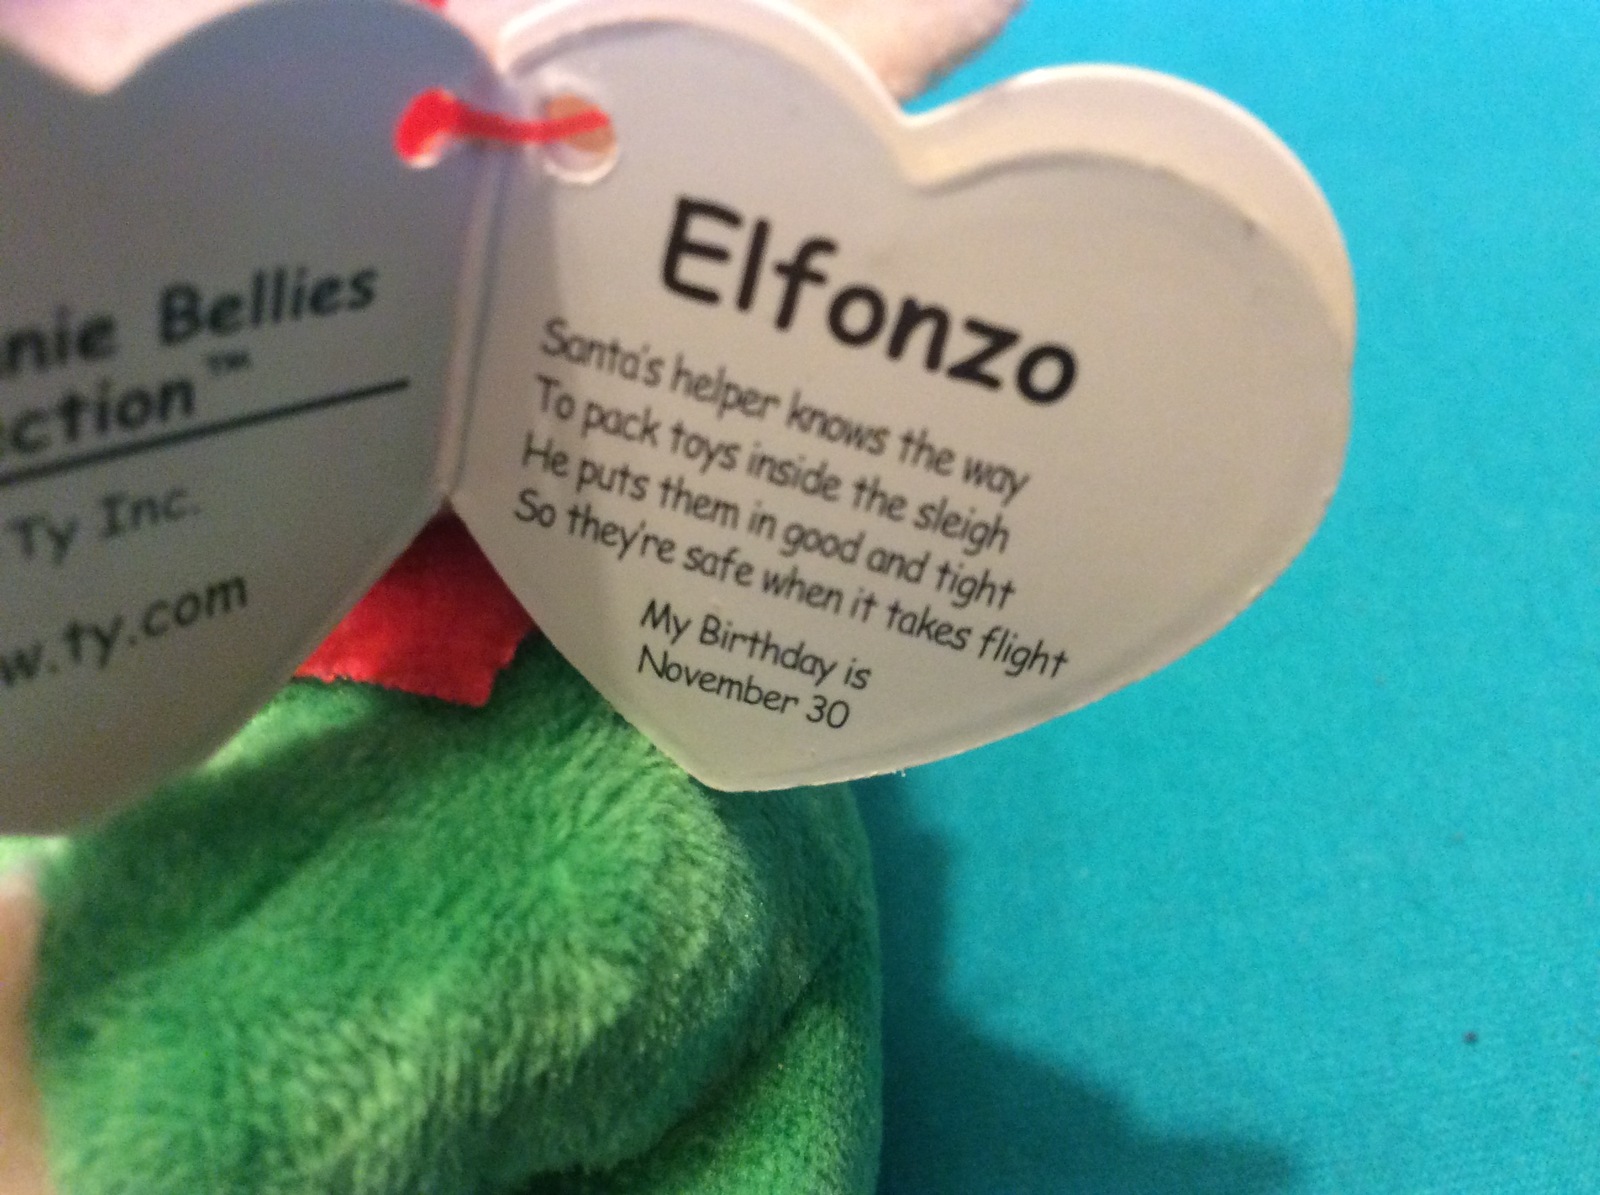 nie Bellies
ction™
Ty Inc.
w.ty.com
Elfonzo
Santa's helper knows the way
To pack toys inside the sleigh
He puts them in good and tight
So they're safe when it takes flight
My Birthday is
November 30